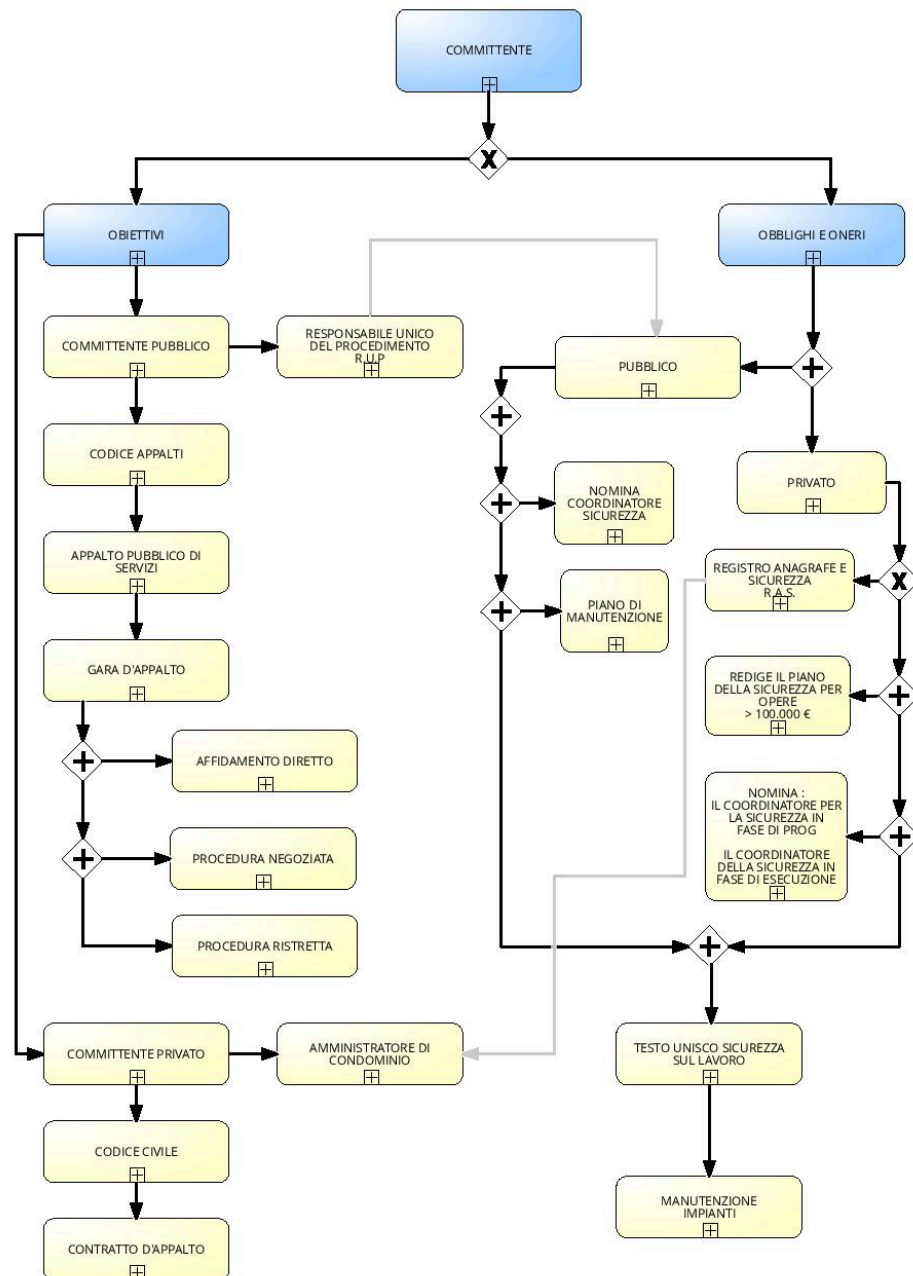 COMMITTENTE
OBIETTIVI
OBBLIGHI E ONERI
COMMITTENTE PUBBLICO
RESPONSABILE UNICO
DEL PROCEDIMENTO
R.U.P
PUBBLICO
CODICE APPALTI
PRIVATO
NOMINA
COORDINATORE
SICUREZZA
APPALTO PUBBLICO DI
SERVIZI
REGISTRO ANAGRAFE E
SICUREZZA
R.A.S.
PIANO DI
MANUTENZIONE
GARA D'APPALTO
REDIGE IL PIANO
DELLA SICUREZZA PER
OPERE
> 100.000 €
AFFIDAMENTO DIRETTO
NOMINA :
IL COORDINATORE PER
LA SICUREZZA IN
FASE DI PROG
IL COORDINATORE
DELLA SICUREZZA IN
FASE DI ESECUZIONE
PROCEDURA NEGOZIATA
PROCEDURA RISTRETTA
COMMITTENTE PRIVATO
AMMINISTRATORE DI
CONDOMINIO
TESTO UNISCO SICUREZZA
SUL LAVORO
CODICE CIVILE
MANUTENZIONE
IMPIANTI
CONTRATTO D'APPALTO